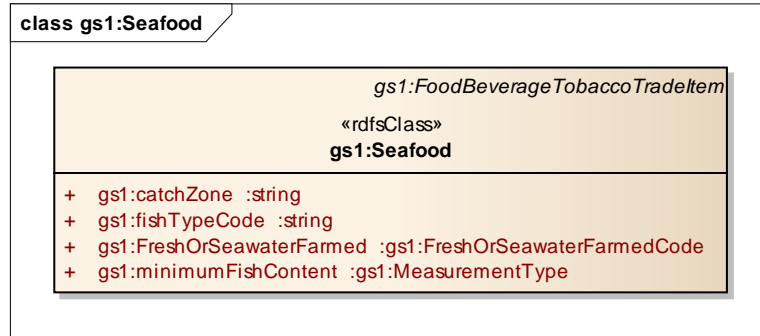 class gs1:Seafood
gs1:FoodBeverageTobaccoTradeItem
«rdfsClass»
gs1:Seafood
+ gs1:catchZone :string
+ gs1:fishTypeCode :string
+ gs1:FreshOrSeawaterFarmed :gs1:FreshOrSeawaterFarmedCode
+ gs1:minimumFishContent :gs1:MeasurementType